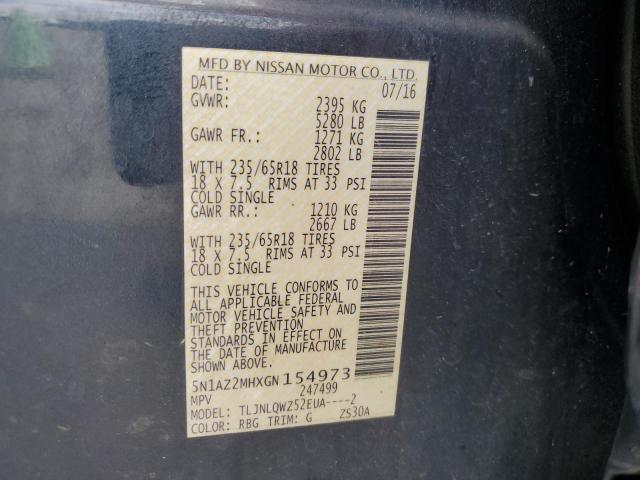 MFD BY NISSAN MOTOR CO., LTD.
DATE: 07/16
GVWR: 2395 KG
5280 LB
GAWR FR.: 1271 KG
2802 LB
WITH 235/65R18 TIRES
18 X 7.5 RIMS AT 33 PSI
COLD SINGLE
GAWR RR.: 1210 KG
2667 LB
WITH 235/65R18 TIRES
18 X 7.5 RIMS AT 33 PSI
COLD SINGLE
THIS VEHICLE CONFORMS TO
ALL APPLICABLE FEDERAL
MOTOR VEHICLE SAFETY AND
THEFT PREVENTION
STANDARDS IN EFFECT ON
THE DATE OF MANUFACTURE
SHOWN ABOVE.
5N1AZ2MHXGN154973
MPV 247499
MODEL: TLJNLQWZ52EUA----2
COLOR: RBG TRIM: G ZS30A